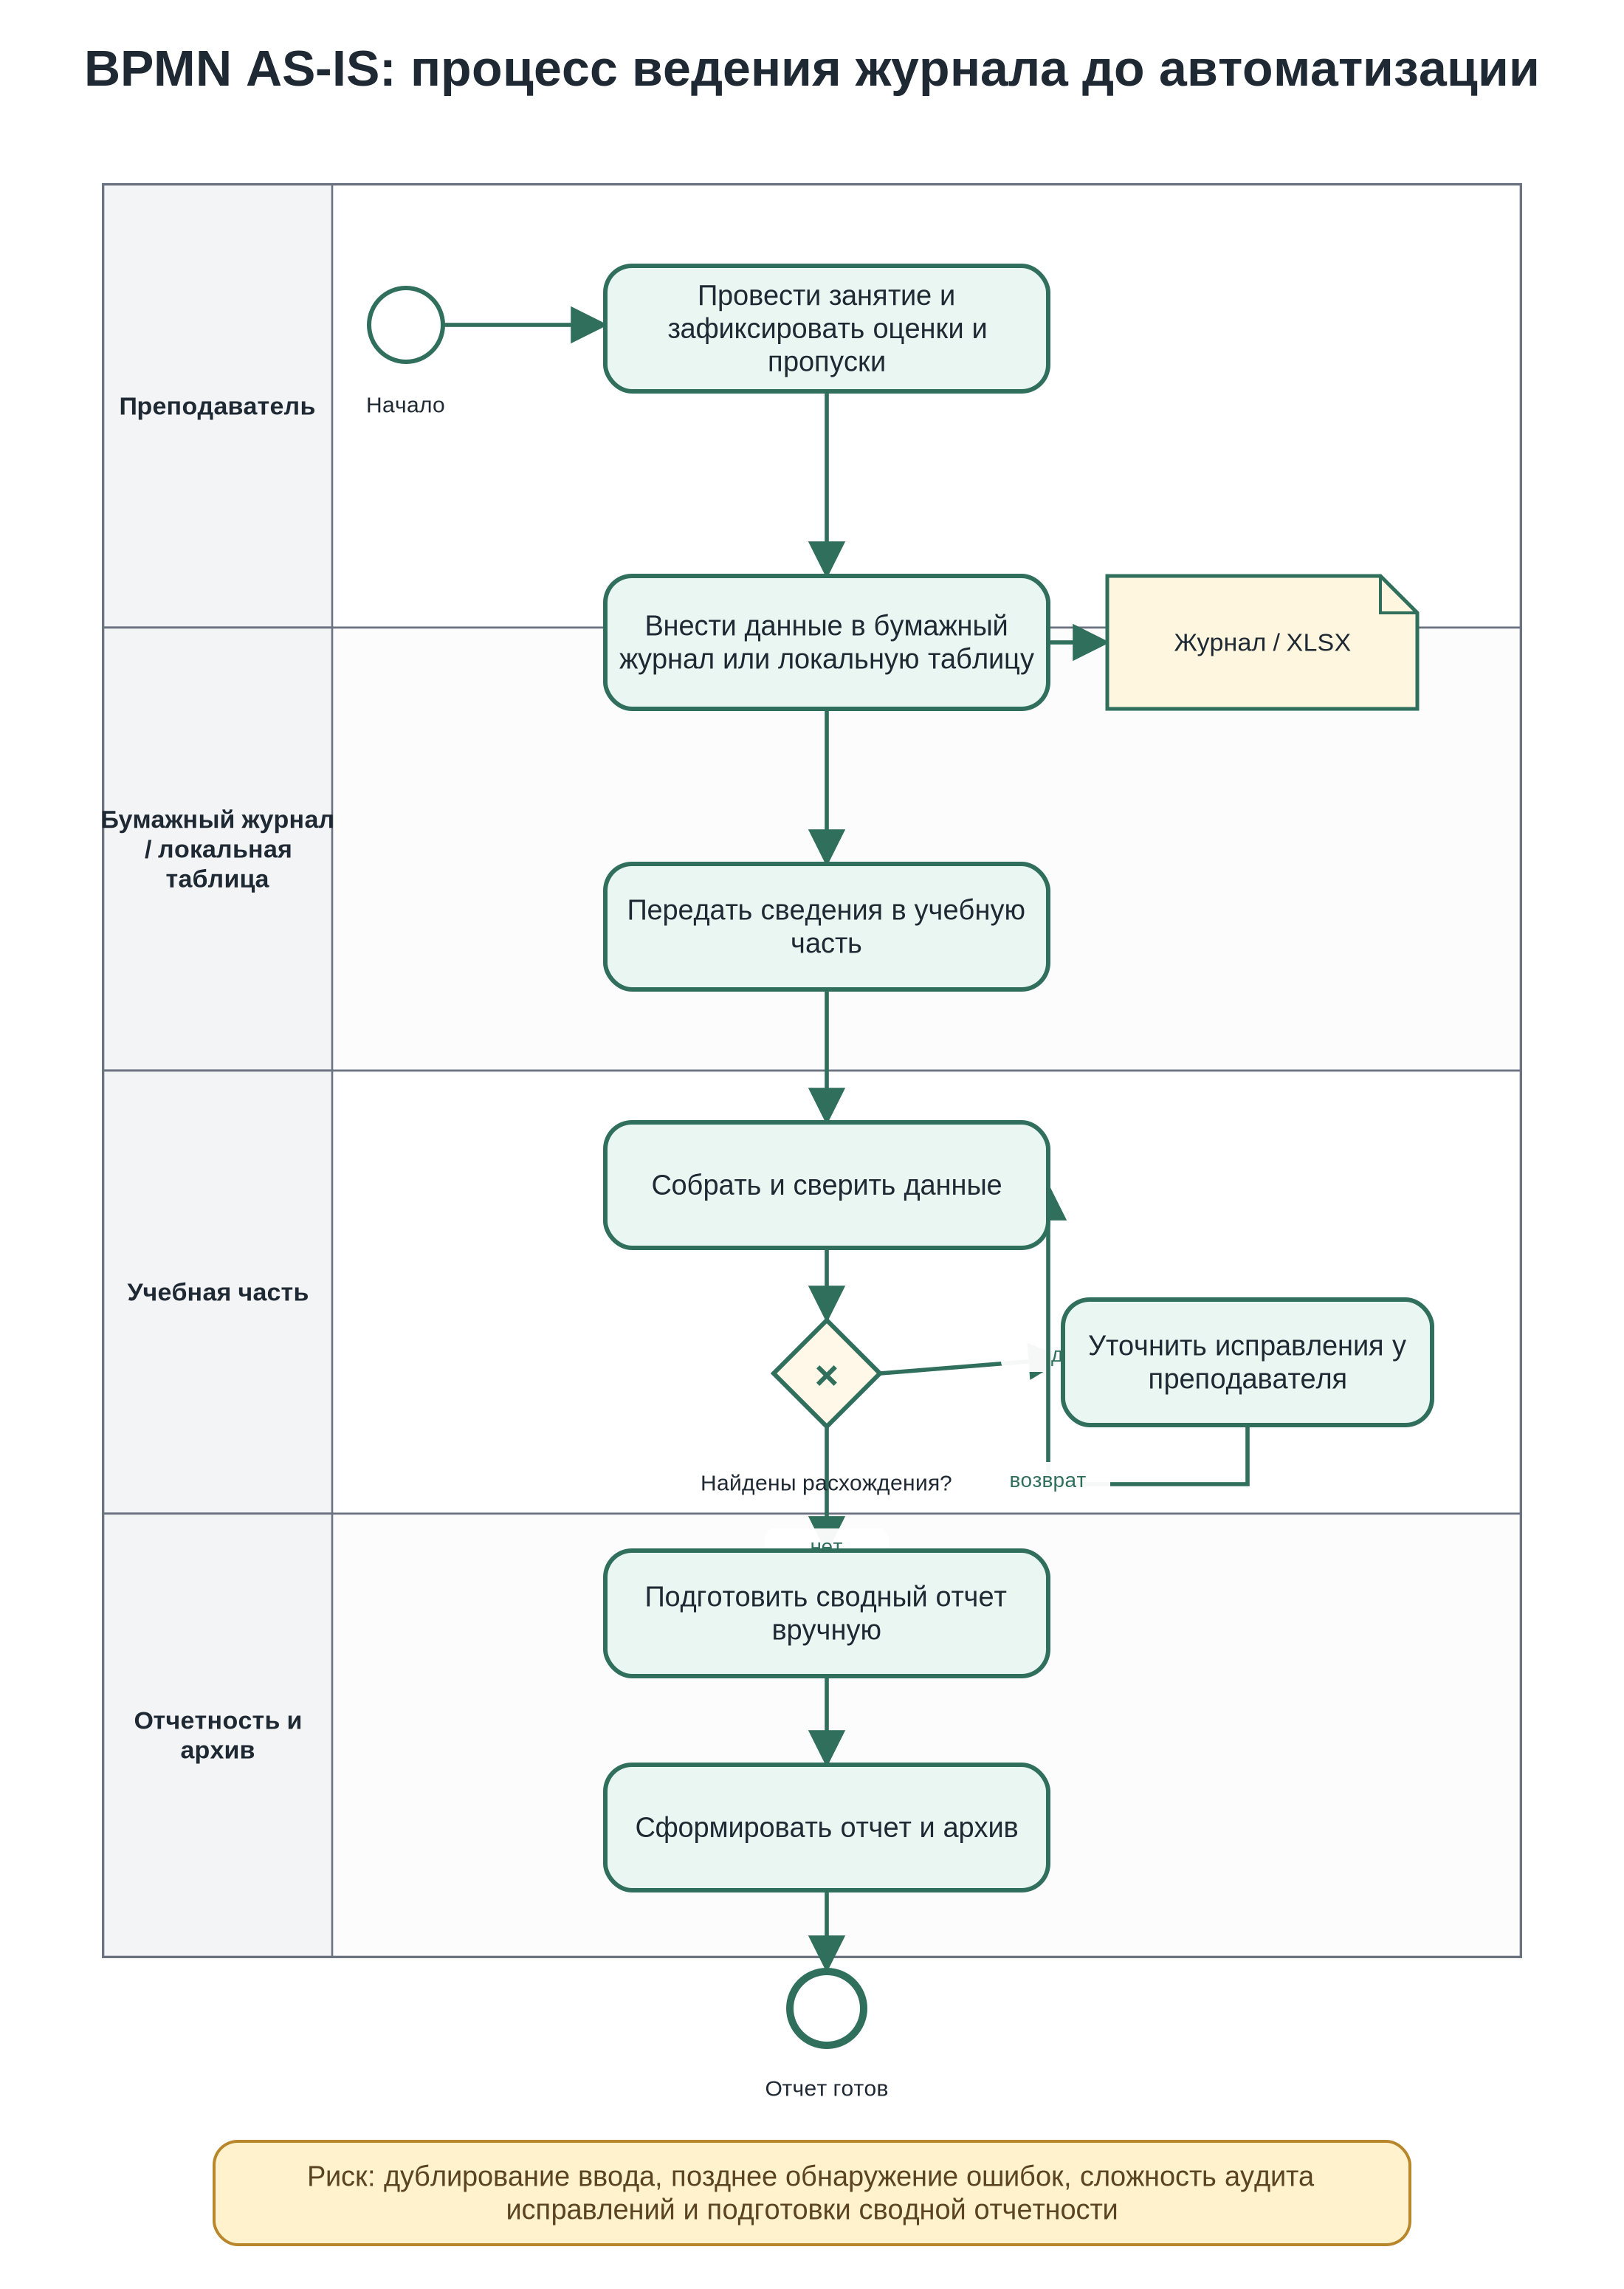 BPMN AS-IS: процесс ведения журнала до автоматизации
Преподаватель
Начало
Провести занятие и
зафиксировать оценки и
пропуски
Внести данные в бумажный
журнал или локальную таблицу
Журнал / XLSX
Бумажный журнал
/ локальная
таблица
Передать сведения в учебную
часть
Учебная часть
Собрать и сверить данные
Уточнить исправления у
преподавателя
Найдены расхождения?
возврат
нет
Отчетность и
архив
Подготовить сводный отчет
вручную
Сформировать отчет и архив
Отчет готов
Риск: дублирование ввода, позднее обнаружение ошибок, сложность аудита
исправлений и подготовки сводной отчетности